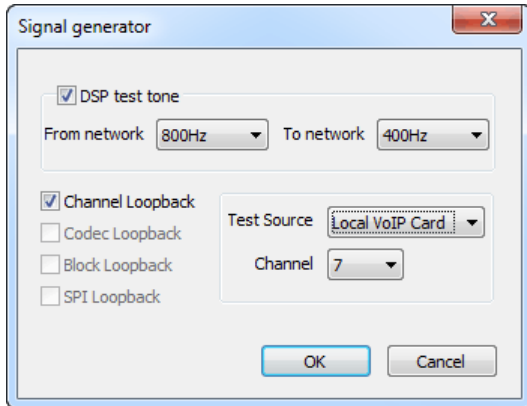 Signal generator
DSP test tone
From network 800Hz To network 400Hz
Channel Loopback
Codec Loopback
Block Loopback
SPI Loopback
Test Source Local VoIP Card
Channel 7
OK Cancel